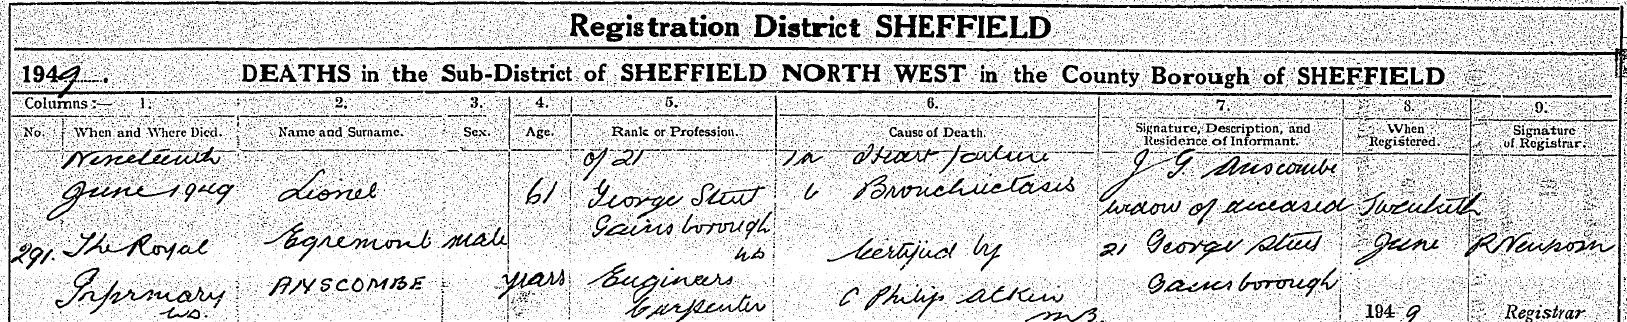 Registration District SHEFFIELD
1949. DEATHS in the Sub-District of SHEFFIELD NORTH WEST in the County Borough of SHEFFIELD
Columns:— 1. 2. 3. 4. 5. 6. 7. 8. 9.
No. When and Where Died. Name and Surname. Sex. Age. Rank or Profession. Cause of Death. Signature, Description, and Residence of Informant. When Registered. Signature of Registrar.
291.
Nineteenth
June 1949
The Royal
Infirmary
U.D.
Lionel
Egremont
ANSCOMBE
male
61
years
of 21
George Street
Gainsborough
U.D.
Engineers
Carpenter
1a Heart failure
b Bronchiectasis
Certified by
C Philip Atkin
M.B.
J G Anscombe
widow of deceased
21 George Street
Gainsborough
Twentieth
June
1949
R Newsom
Registrar